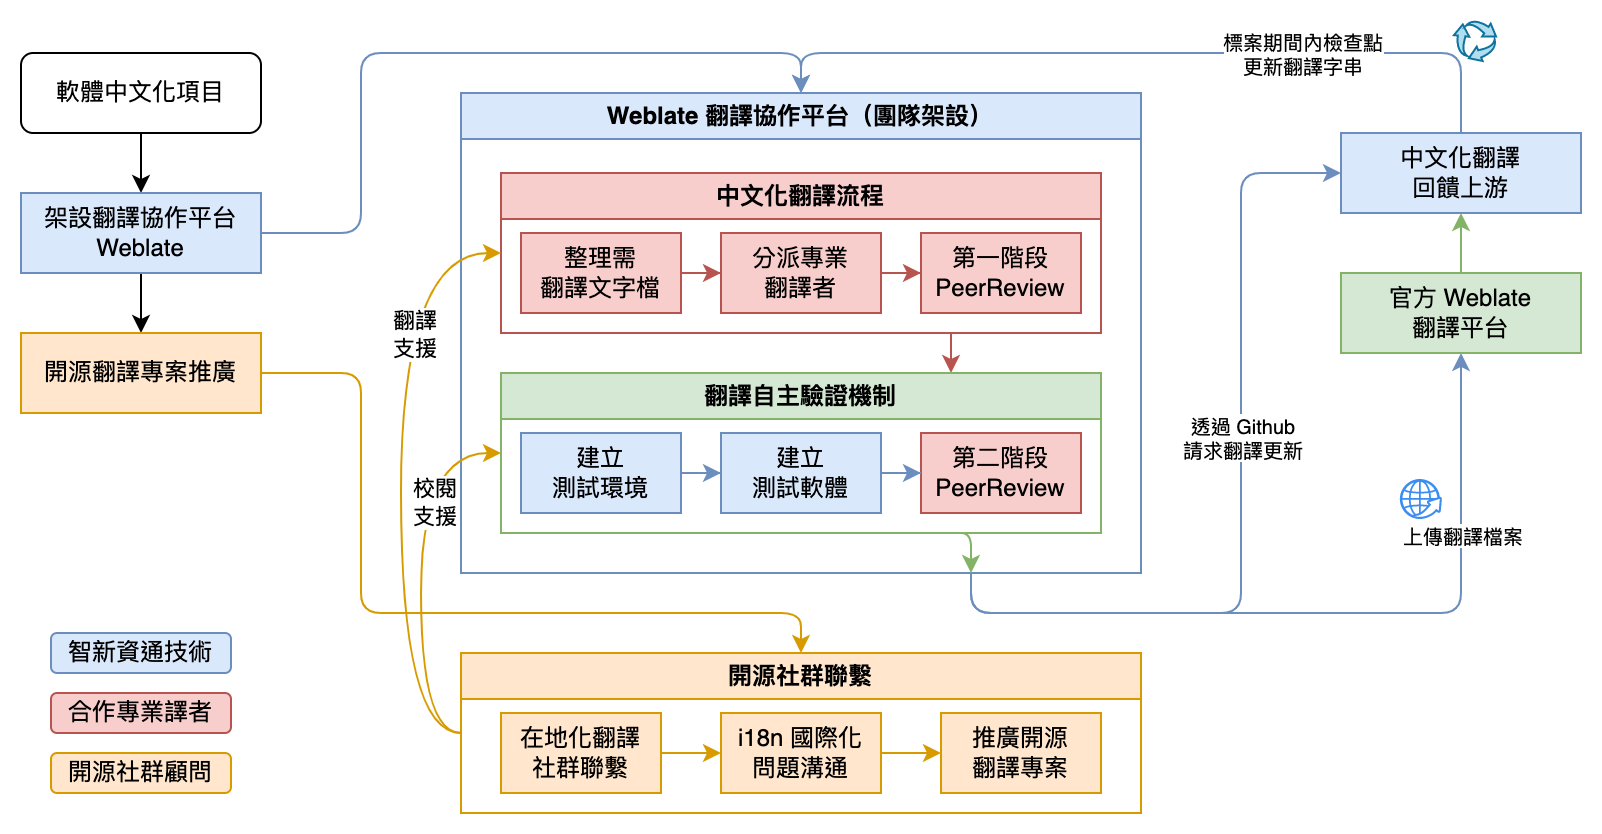 軟體中文化項目
架設翻譯協作平台
Weblate
開源翻譯專案推廣
Weblate 翻譯協作平台（團隊架設）
中文化翻譯流程
整理需
翻譯文字檔
分派專業
翻譯者
第一階段
PeerReview
翻譯自主驗證機制
建立
測試環境
建立
測試軟體
第二階段
PeerReview
翻譯
支援
校閱
支援
標案期間內檢查點
更新翻譯字串
中文化翻譯
回饋上游
官方 Weblate
翻譯平台
透過 Github
請求翻譯更新
上傳翻譯檔案
開源社群聯繫
在地化翻譯
社群聯繫
i18n 國際化
問題溝通
推廣開源
翻譯專案
智新資通技術
合作專業譯者
開源社群顧問